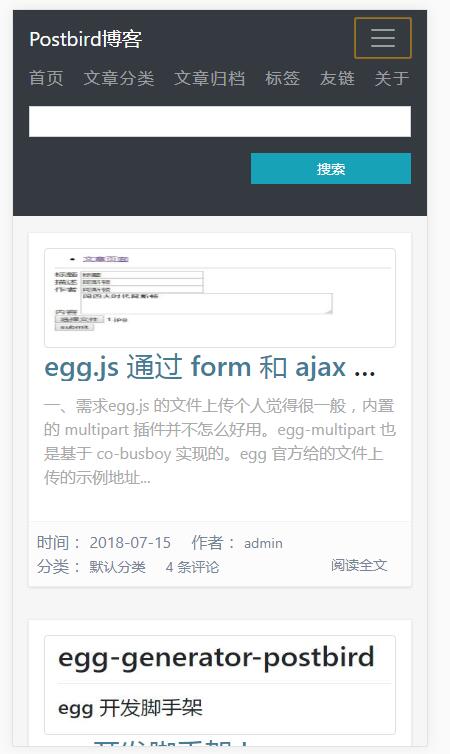 Postbird博客
首页 文章分类 文章归档 标签 友链 关于
搜索
文章页面
标题 标题
描述
作者
内容
选择文件 1.jpg
submit
egg.js 通过 form 和 ajax ...
一、需求egg.js 的文件上传个人觉得很一般，内置
的 multipart 插件并不怎么好用。egg-multipart 也
是基于 co-busboy 实现的。egg 官方给的文件上
传的示例地址...
时间： 2018-07-15 作者： admin
分类： 默认分类 4 条评论 阅读全文
egg-generator-postbird
egg 开发脚手架